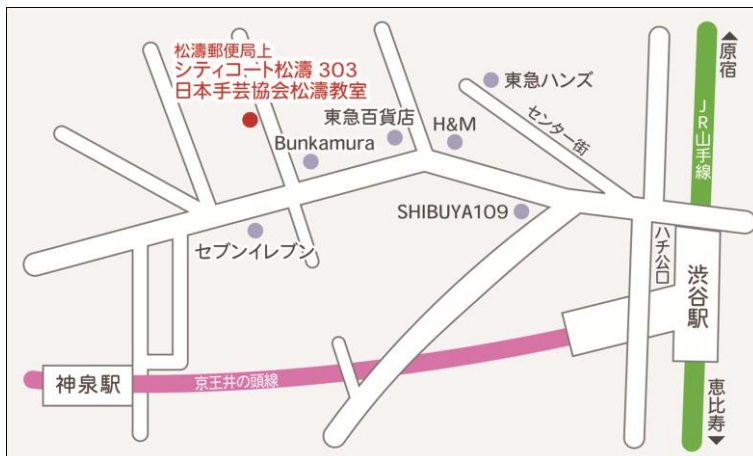 松濤郵便局上
シティコート松濤 303
日本手芸協会松濤教室
▲原宿
東急ハンズ
センター街
JR山手線
東急百貨店
H&M
Bunkamura
SHIBUYA109
セブンイレブン
ハチ公口
渋谷駅
神泉駅
京王井の頭線
恵比寿▼